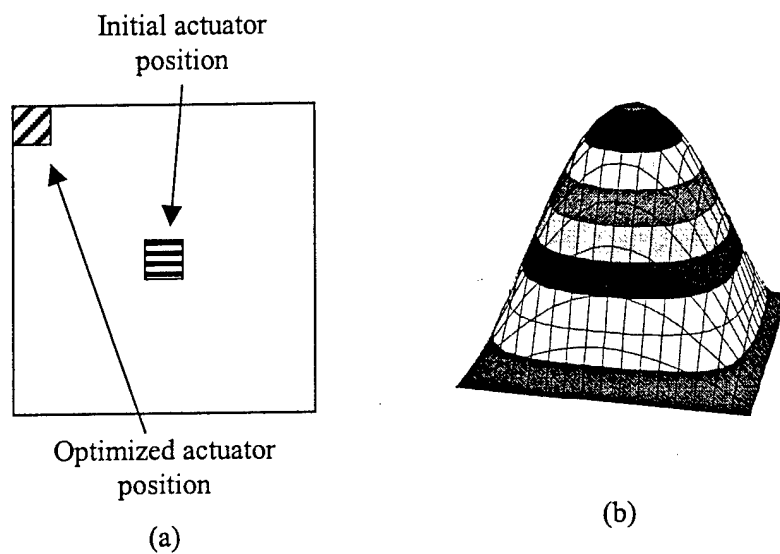 Initial actuator
position
Optimized actuator
position
(a)
(b)